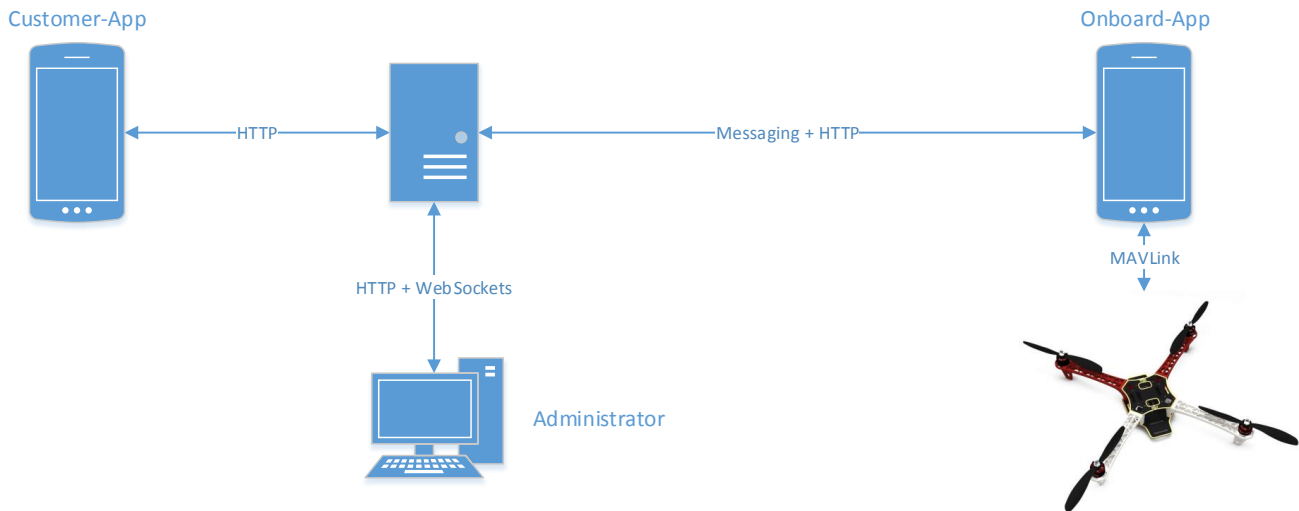 Customer-App
Onboard-App
HTTP
Messaging + HTTP
MAVLink
HTTP + WebSockets
Administrator